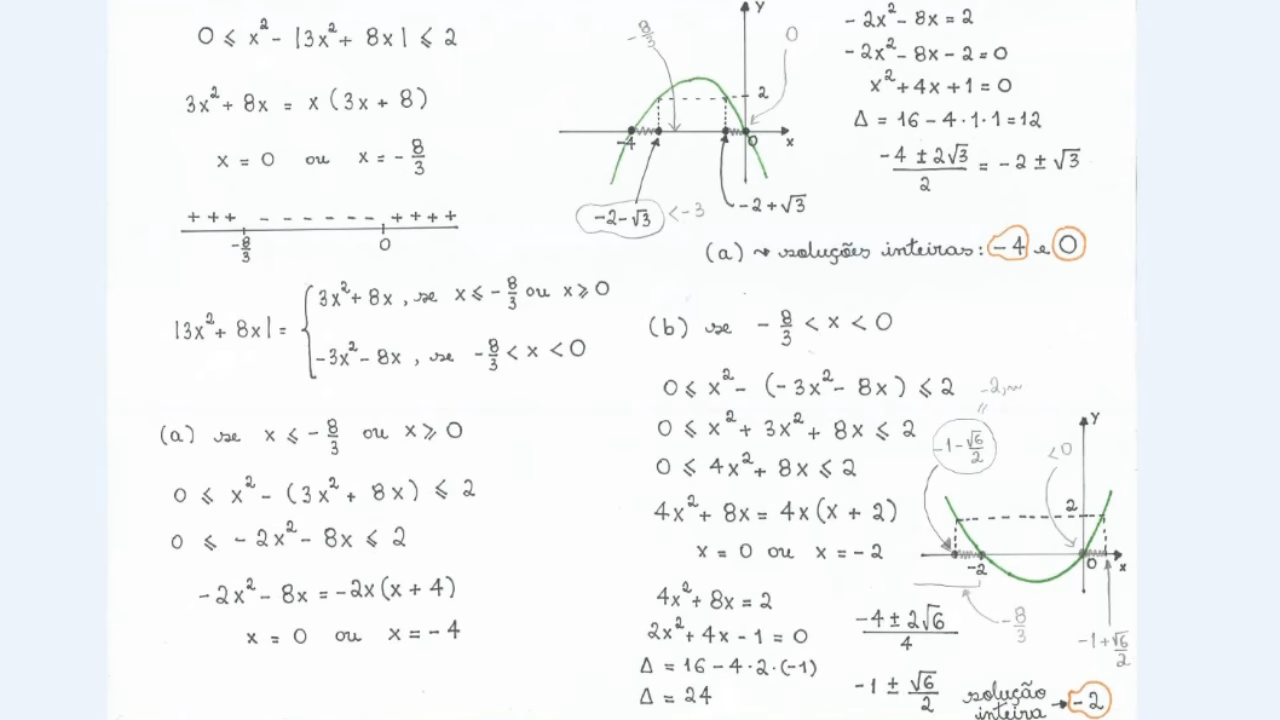 0 ≤ x² - |3x² + 8x| ≤ 2
3x² + 8x = x(3x + 8)
x = 0 ou x = -8/3
+++ - - - - - - ++++
-8/3 0
|3x² + 8x| = { 3x² + 8x, se x ≤ -8/3 ou x ≥ 0
-3x² - 8x, se -8/3 < x < 0
(a) se x ≤ -8/3 ou x ≥ 0
0 ≤ x² - (3x² + 8x) ≤ 2
0 ≤ -2x² - 8x ≤ 2
-2x² - 8x = -2x(x + 4)
x = 0 ou x = -4
y
-8/3
0
2
-4
0
x
-2-√3 < -3
-2+√3
-2x² - 8x = 2
-2x² - 8x - 2 = 0
x² + 4x + 1 = 0
Δ = 16 - 4·1·1 = 12
(-4 ± 2√3)/2 = -2 ± √3
(a) ⇝ soluções inteiras: -4 e 0
(b) se -8/3 < x < 0
0 ≤ x² - (-3x² - 8x) ≤ 2
0 ≤ x² + 3x² + 8x ≤ 2
0 ≤ 4x² + 8x ≤ 2
4x² + 8x = 4x(x + 2)
x = 0 ou x = -2
4x² + 8x = 2
2x² + 4x - 1 = 0
Δ = 16 - 4·2·(-1)
Δ = 24
-2,
=
-1-√6/2
<0
y
2
-2
0
x
-8/3
-1+√6/2
(-4 ± 2√6)/4
-1 ± √6/2
solução
inteira → -2